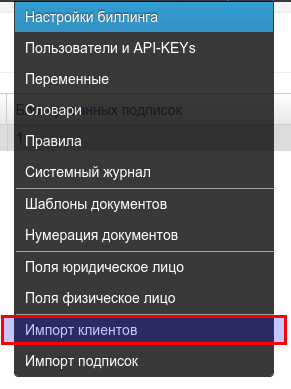 Настройки биллинга
Пользователи и API-KEYs
Переменные
Словари
Правила
Системный журнал
Шаблоны документов
Нумерация документов
Поля юридическое лицо
Поля физическое лицо
Импорт клиентов
Импорт подписок